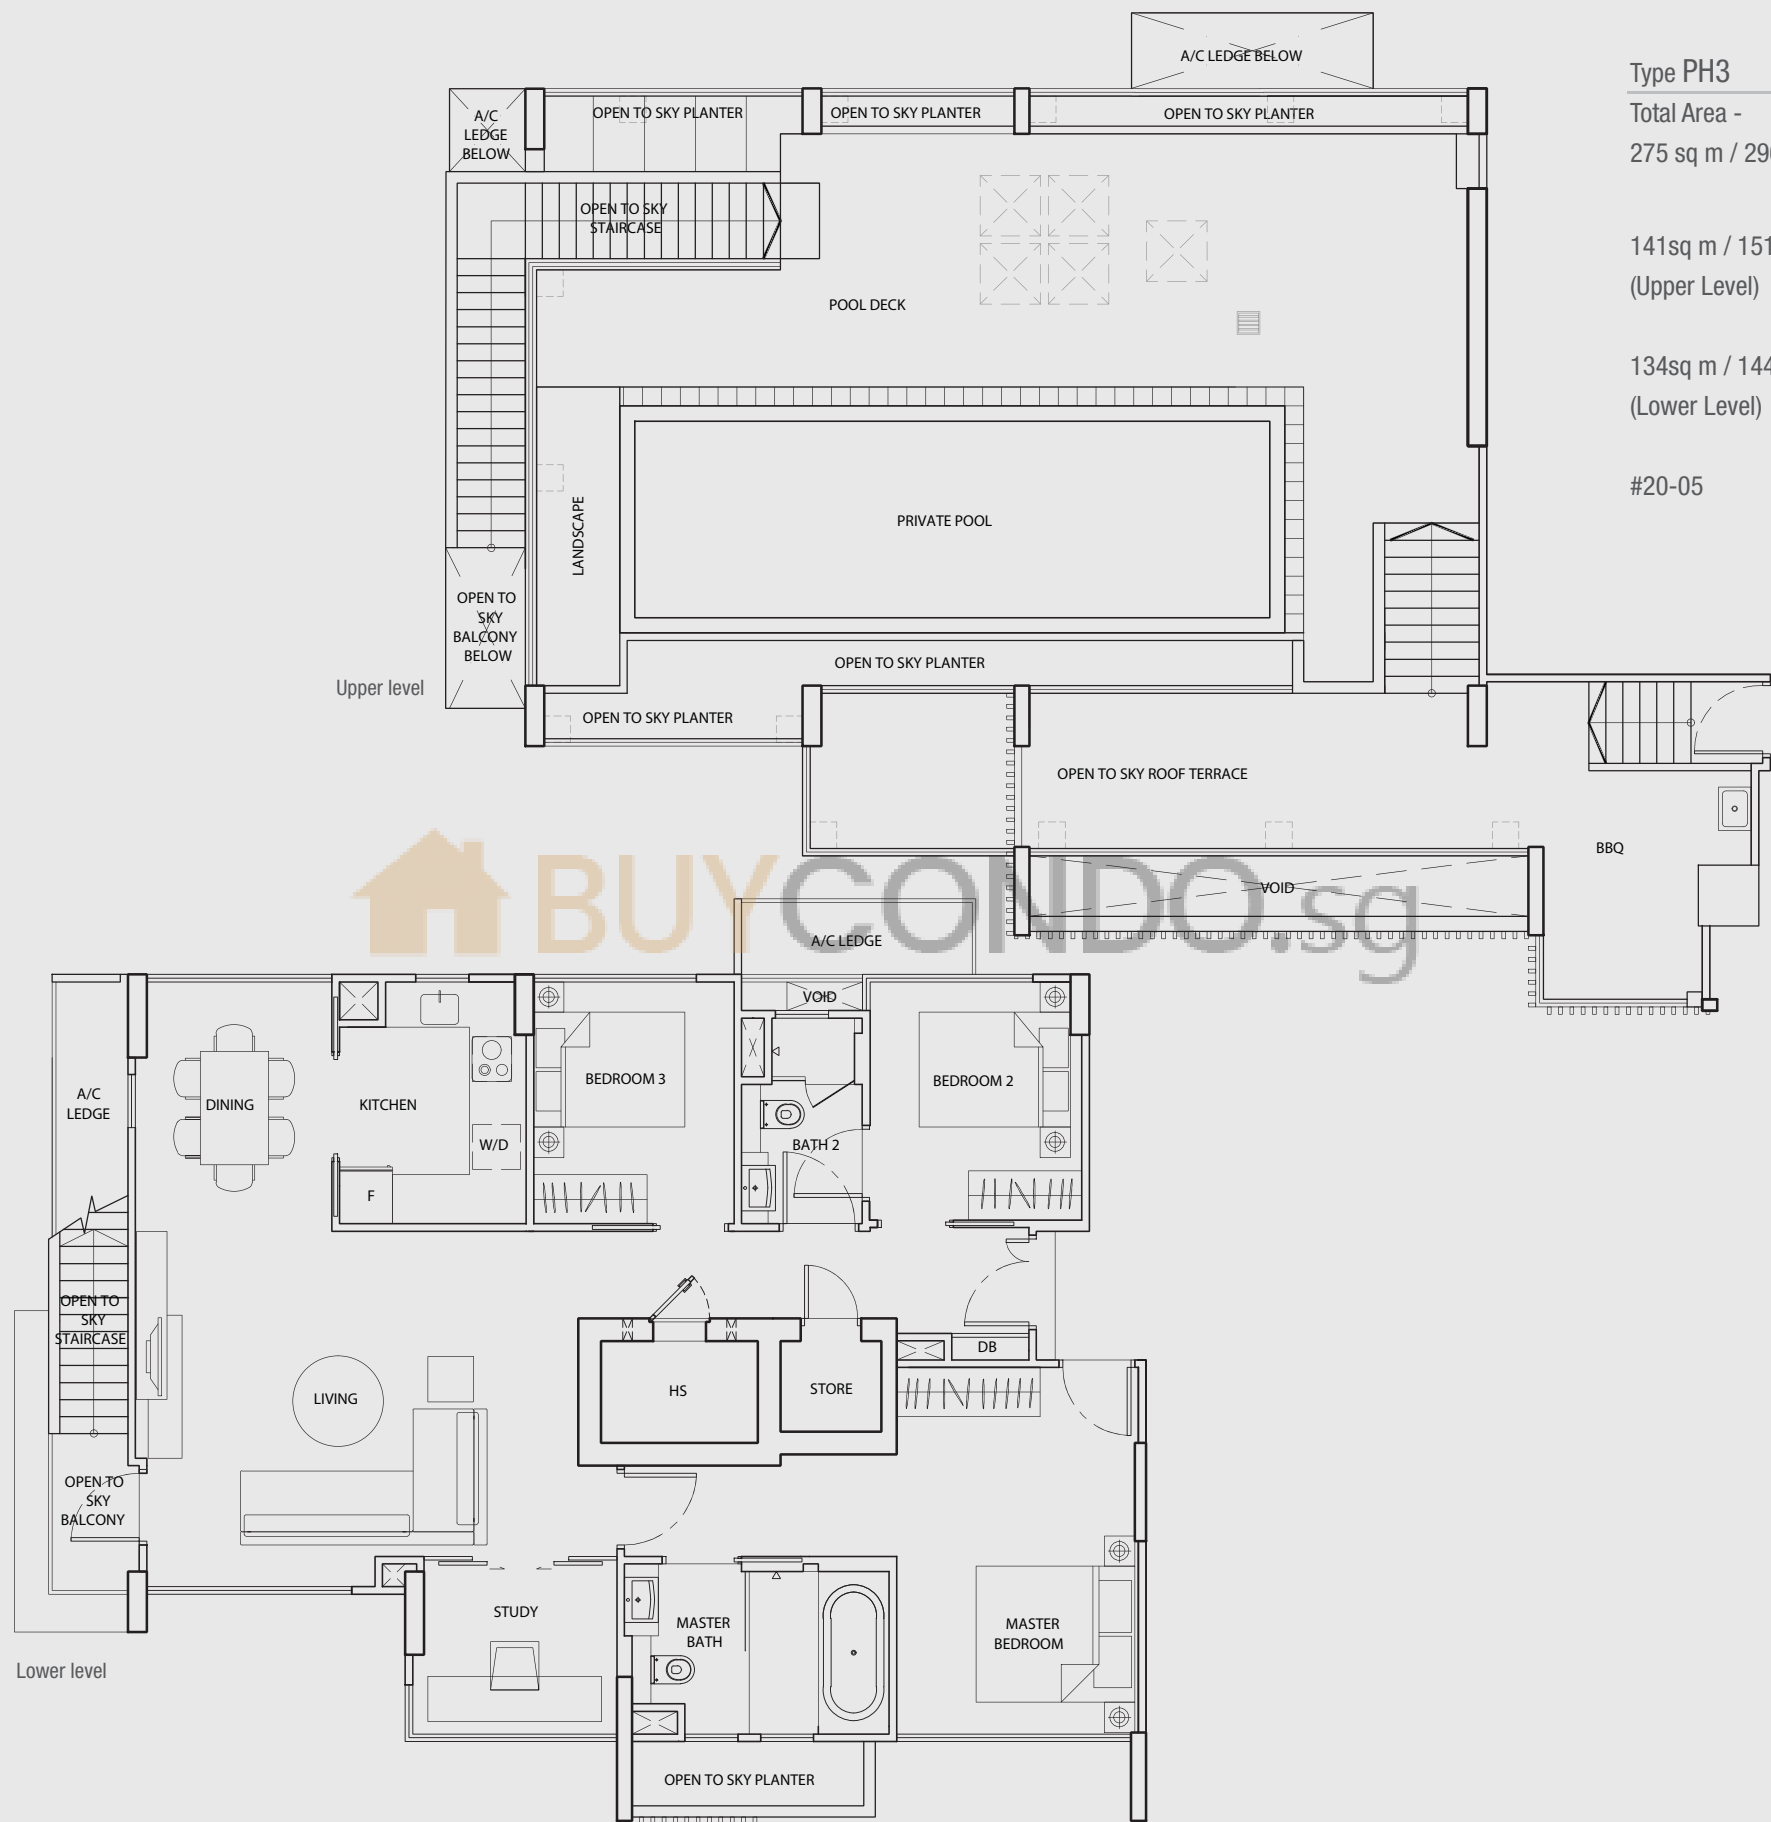 A/C LEDGE BELOW
Type PH3
Total Area -
275 sq m /
141sq m /
(Upper Level)
134sq m /
(Lower Level)
#20-05
A/C
LEDGE
BELOW
OPEN TO SKY PLANTER
OPEN TO SKY PLANTER
OPEN TO SKY PLANTER
OPEN TO SKY
STAIRCASE
POOL DECK
LANDSCAPE
PRIVATE POOL
OPEN TO
SKY
BALCONY
BELOW
Upper level
OPEN TO SKY PLANTER
OPEN TO SKY PLANTER
OPEN TO SKY ROOF TERRACE
BBQ
VOID
BUYCONDO.sg
A/C LEDGE
VOID
A/C
LEDGE
DINING
KITCHEN
W/D
F
BEDROOM 3
BATH 2
BEDROOM 2
OPEN TO
SKY
STAIRCASE
LIVING
HS
STORE
DB
OPEN TO
SKY
BALCONY
STUDY
MASTER
BATH
MASTER
BEDROOM
Lower level
OPEN TO SKY PLANTER